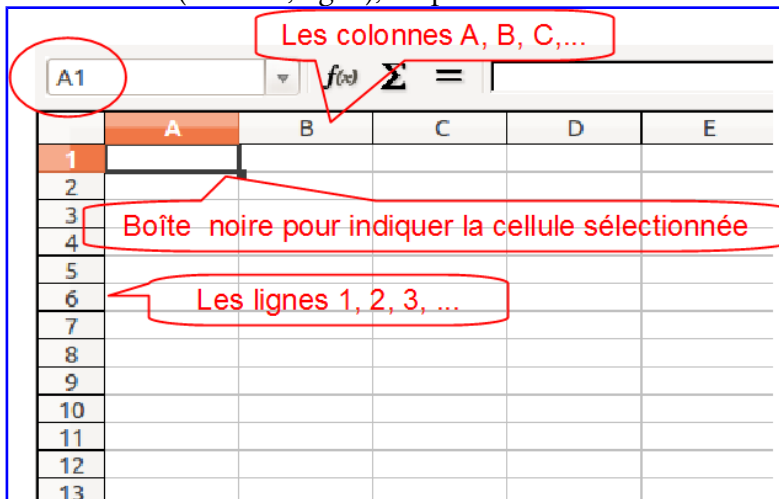 Les colonnes A, B, C,...
A1 f(x) Σ =
A B C D E
1
2
3
Boîte noire pour indiquer la cellule sélectionnée
4
5
6
Les lignes 1, 2, 3, ...
7
8
9
10
11
12
13